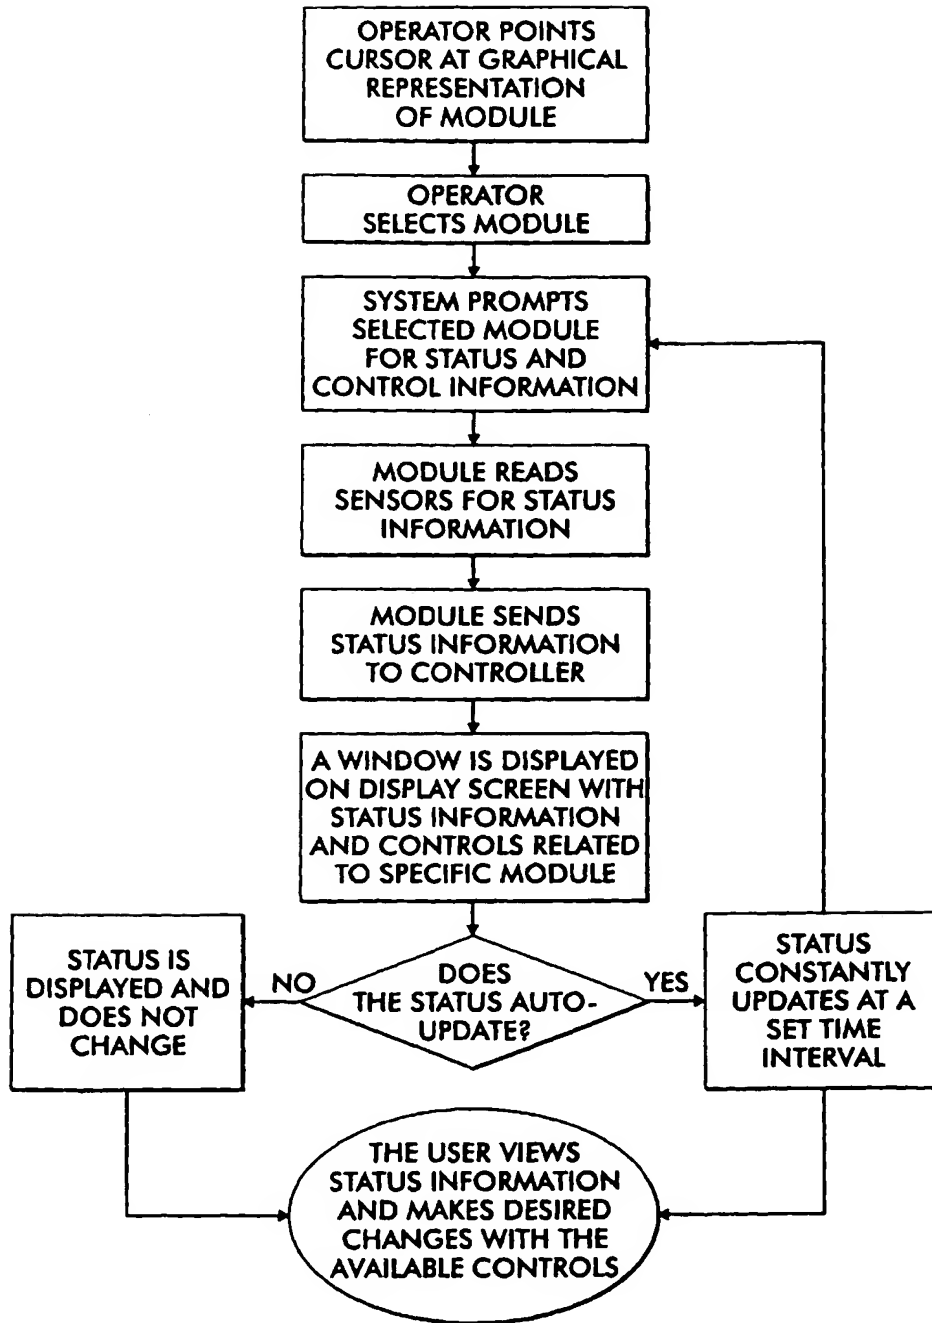 OPERATOR POINTS
CURSOR AT GRAPHICAL
REPRESENTATION
OF MODULE
OPERATOR
SELECTS MODULE
SYSTEM PROMPTS
SELECTED MODULE
FOR STATUS AND
CONTROL INFORMATION
MODULE READS
SENSORS FOR STATUS
INFORMATION
MODULE SENDS
STATUS INFORMATION
TO CONTROLLER
A WINDOW IS DISPLAYED
ON DISPLAY SCREEN WITH
STATUS INFORMATION
AND CONTROLS RELATED
TO SPECIFIC MODULE
DOES
THE STATUS AUTO-
UPDATE?
NO
STATUS IS
DISPLAYED AND
DOES NOT
CHANGE
YES
STATUS
CONSTANTLY
UPDATES AT A
SET TIME
INTERVAL
THE USER VIEWS
STATUS INFORMATION
AND MAKES DESIRED
CHANGES WITH THE
AVAILABLE CONTROLS